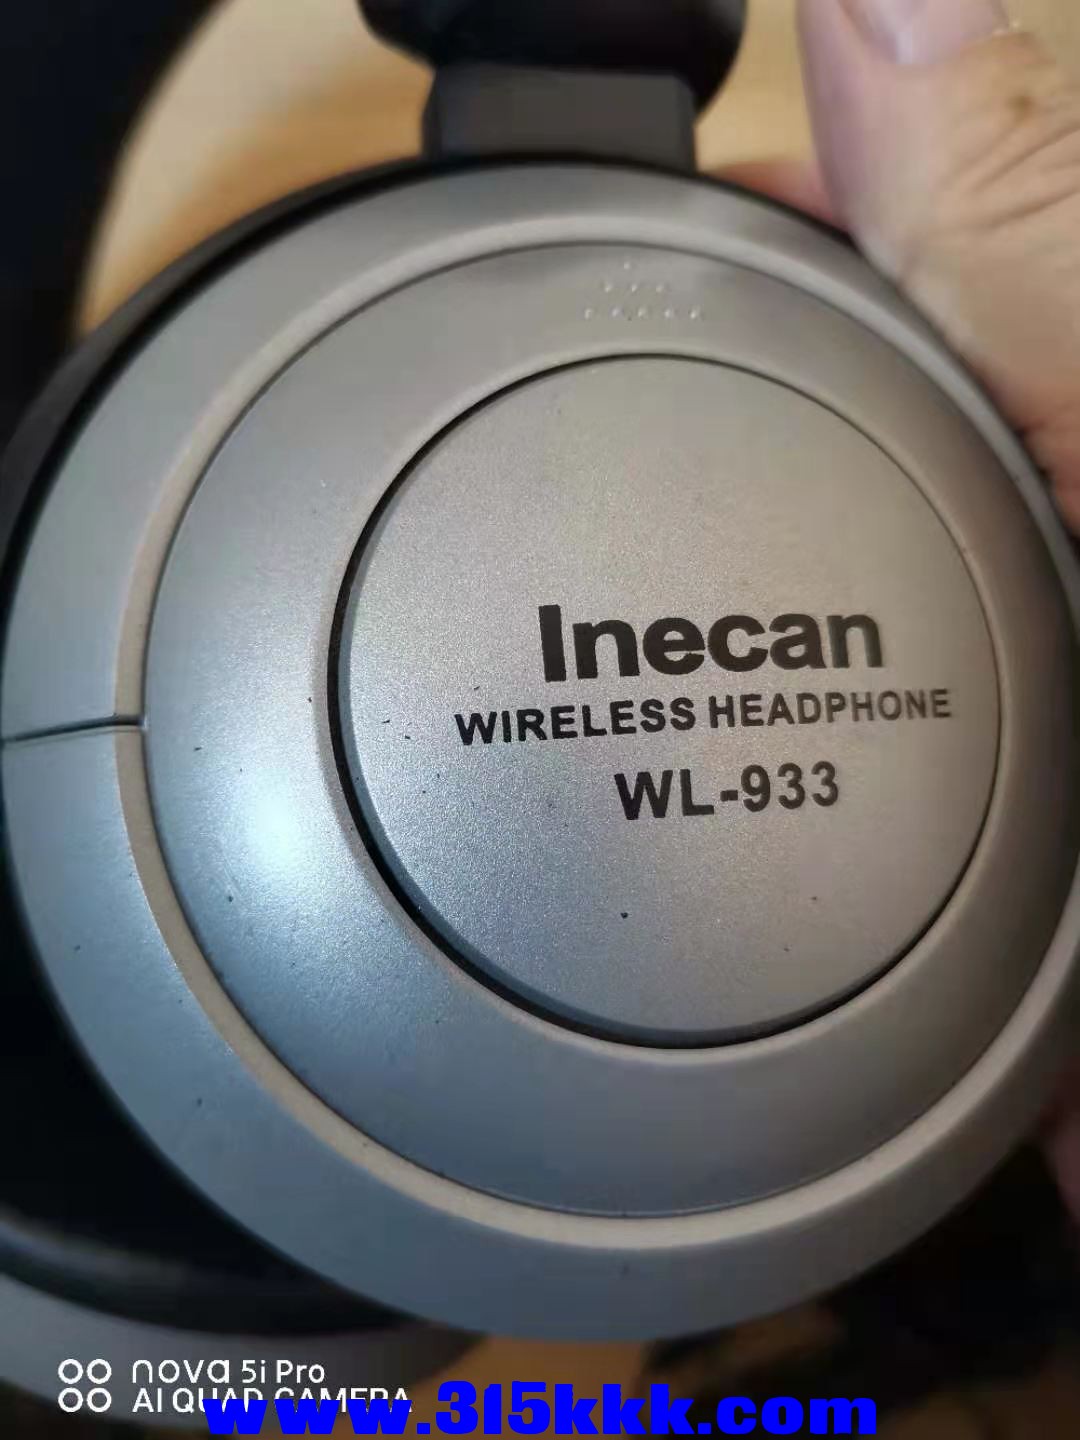 Inecan
WIRELESS HEADPHONE
WL-933
nova 5i Pro
AI QUAD CAMERA
www.315kkk.com